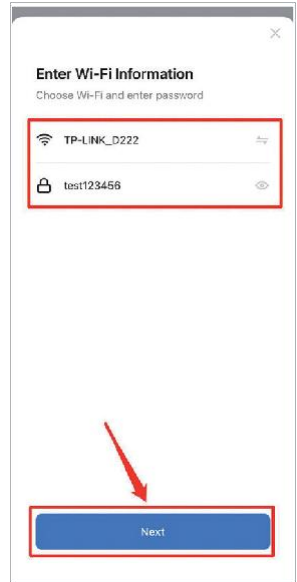 Enter Wi-Fi Information
Choose Wi-Fi and enter password
TP-LINK_D222
test123456
Next